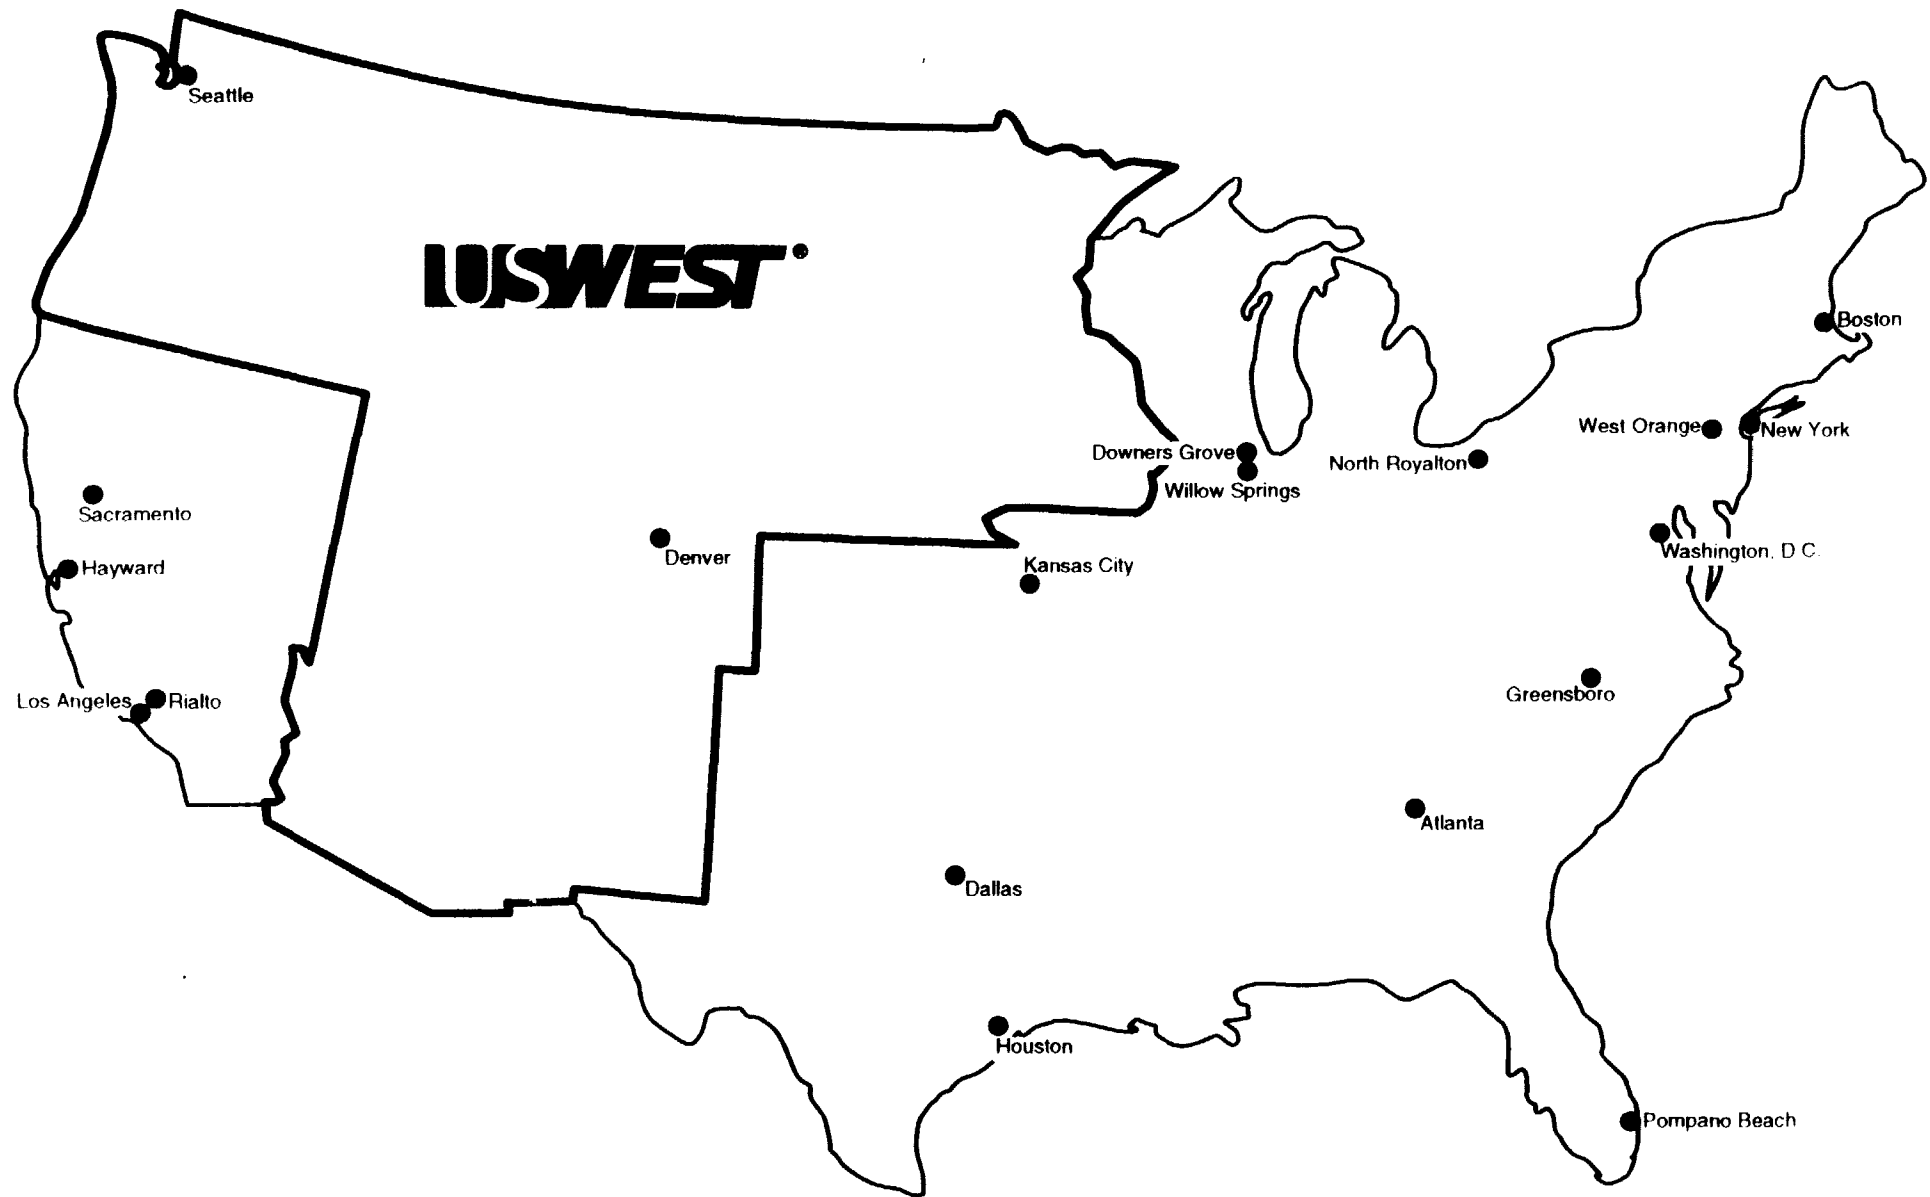 Seattle
USWEST®
Boston
West Orange
New York
Downers Grove
North Royalton
Willow Springs
Sacramento
Washington, D.C.
Denver
Kansas City
Hayward
Greensboro
Los Angeles
Rialto
Atlanta
Dallas
Houston
Pompano Beach